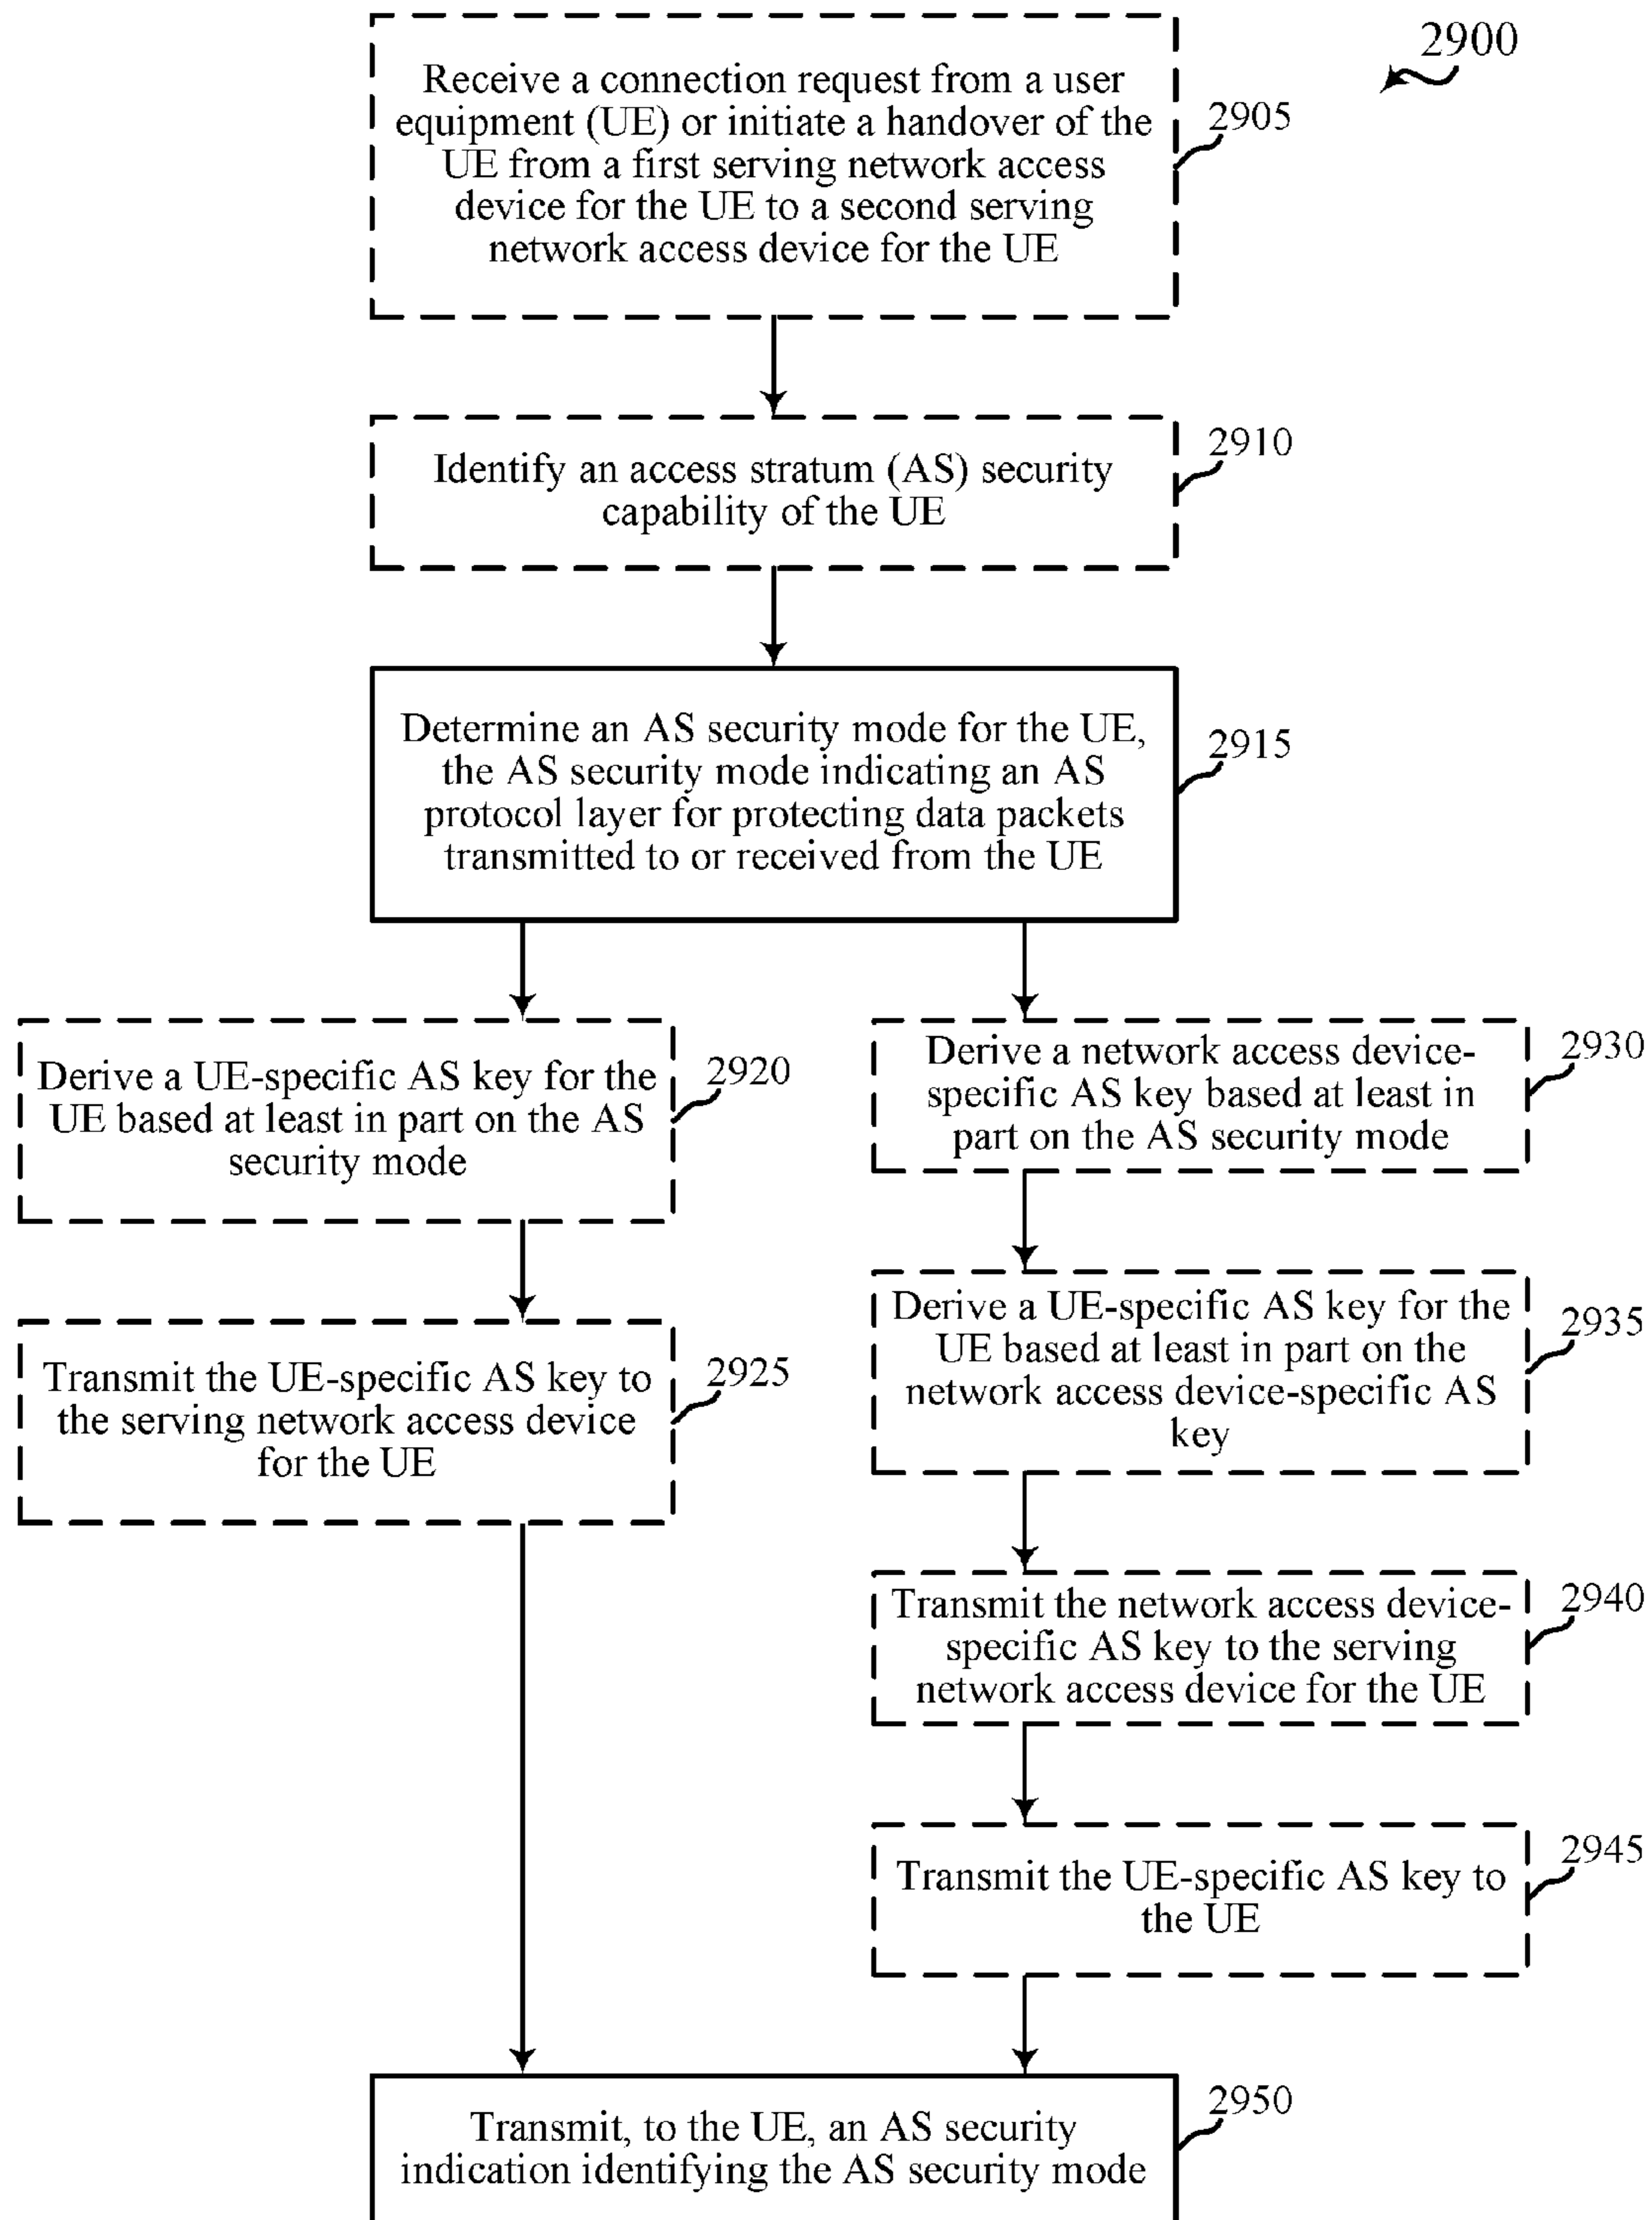 2900
Receive a connection request from a user
equipment (UE) or initiate a handover of the
UE from a first serving network access
device for the UE to a second serving
network access device for the UE
2905
Identify an access stratum (AS) security
capability of the UE
2910
Determine an AS security mode for the UE,
the AS security mode indicating an AS
protocol layer for protecting data packets
transmitted to or received from the UE
2915
Derive a UE-specific AS key for the
UE based at least in part on the AS
security mode
2920
Transmit the UE-specific AS key to
the serving network access device
for the UE
2925
Derive a network access device-
specific AS key based at least in
part on the AS security mode
2930
Derive a UE-specific AS key for the
UE based at least in part on the
network access device-specific AS
key
2935
Transmit the network access device-
specific AS key to the serving
network access device for the UE
2940
Transmit the UE-specific AS key to
the UE
2945
Transmit, to the UE, an AS security
indication identifying the AS security mode
2950